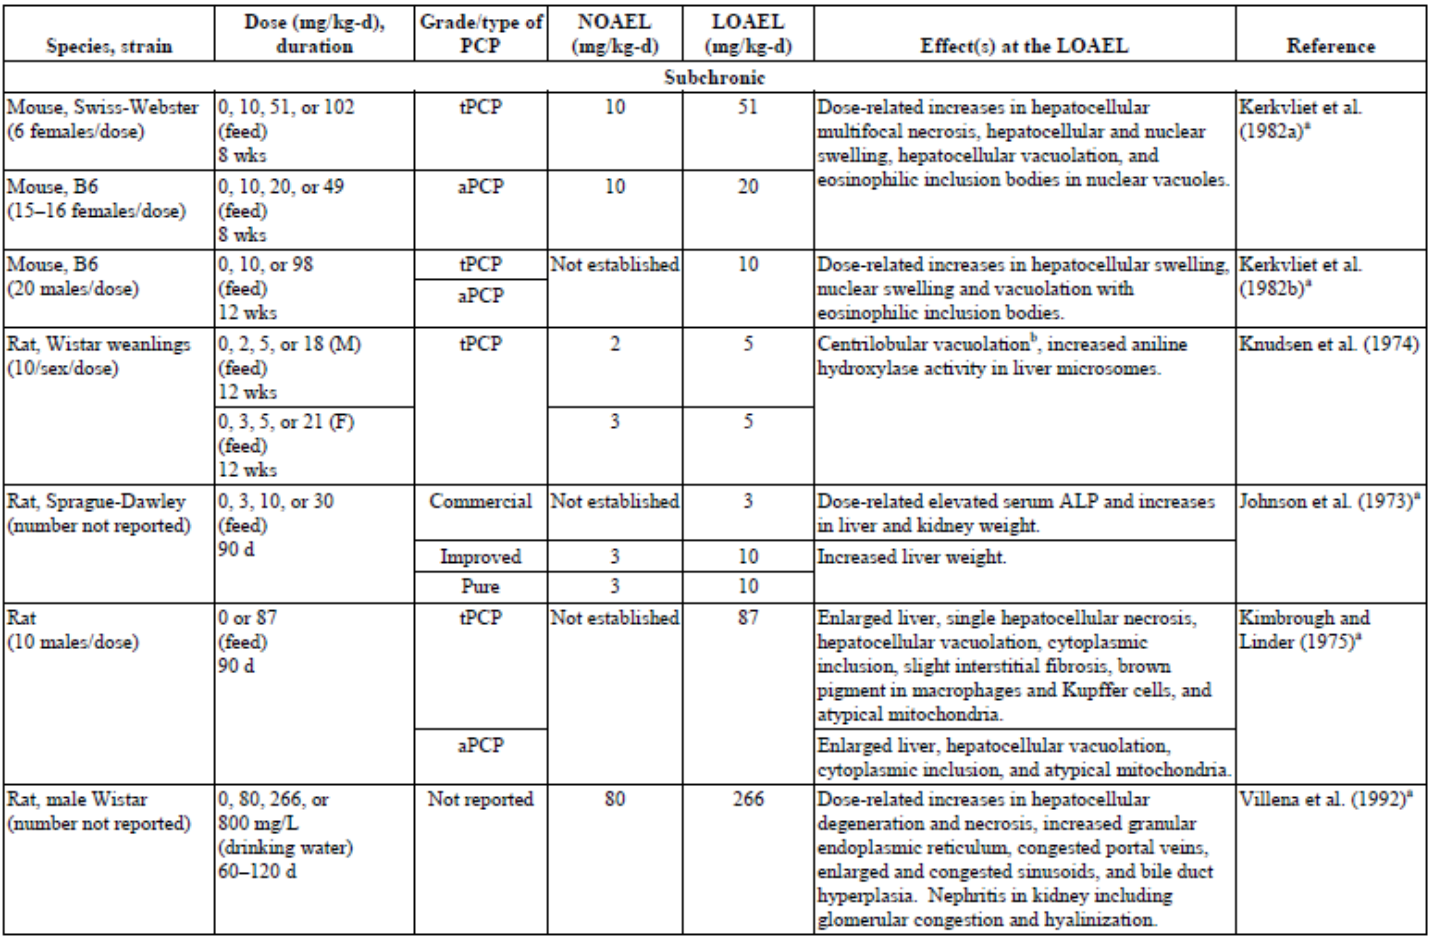 Species, strain
Dose (mg/kg-d),
duration
Grade/type of
PCP
NOAEL
(mg/kg-d)
LOAEL
(mg/kg-d)
Effect(s) at the LOAEL
Reference
Subchronic
Mouse, Swiss-Webster
(6 females/dose)
0, 10, 51, or 102
(feed)
8 wks
tPCP
10
51
Dose-related increases in hepatocellular
multifocal necrosis, hepatocellular and nuclear
swelling, hepatocellular vacuolation, and
eosinophilic inclusion bodies in nuclear vacuoles.
Kerkvliet et al.
(1982a)ᵃ
Mouse, B6
(15–16 females/dose)
0, 10, 20, or 49
(feed)
8 wks
aPCP
10
20
Mouse, B6
(20 males/dose)
0, 10, or 98
(feed)
12 wks
tPCP
aPCP
Not established
10
Dose-related increases in hepatocellular swelling,
nuclear swelling and vacuolation with
eosinophilic inclusion bodies.
Kerkvliet et al.
(1982b)ᵃ
Rat, Wistar weanlings
(10/sex/dose)
0, 2, 5, or 18 (M)
(feed)
12 wks
tPCP
2
5
Centrilobular vacuolationᵇ, increased aniline
hydroxylase activity in liver microsomes.
Knudsen et al. (1974)
0, 3, 5, or 21 (F)
(feed)
12 wks
3
5
Rat, Sprague-Dawley
(number not reported)
0, 3, 10, or 30
(feed)
90 d
Commercial
Not established
3
Dose-related elevated serum ALP and increases
in liver and kidney weight.
Johnson et al. (1973)ᵃ
Improved
3
10
Increased liver weight.
Pure
3
10
Rat
(10 males/dose)
0 or 87
(feed)
90 d
tPCP
Not established
87
Enlarged liver, single hepatocellular necrosis,
hepatocellular vacuolation, cytoplasmic
inclusion, slight interstitial fibrosis, brown
pigment in macrophages and Kupffer cells, and
atypical mitochondria.
Kimbrough and
Linder (1975)ᵃ
aPCP
Enlarged liver, hepatocellular vacuolation,
cytoplasmic inclusion, and atypical mitochondria.
Rat, male Wistar
(number not reported)
0, 80, 266, or
800 mg/L
(drinking water)
60–120 d
Not reported
80
266
Dose-related increases in hepatocellular
degeneration and necrosis, increased granular
endoplasmic reticulum, congested portal veins,
enlarged and congested sinusoids, and bile duct
hyperplasia.  Nephritis in kidney including
glomerular congestion and hyalinization.
Villena et al. (1992)ᵃ